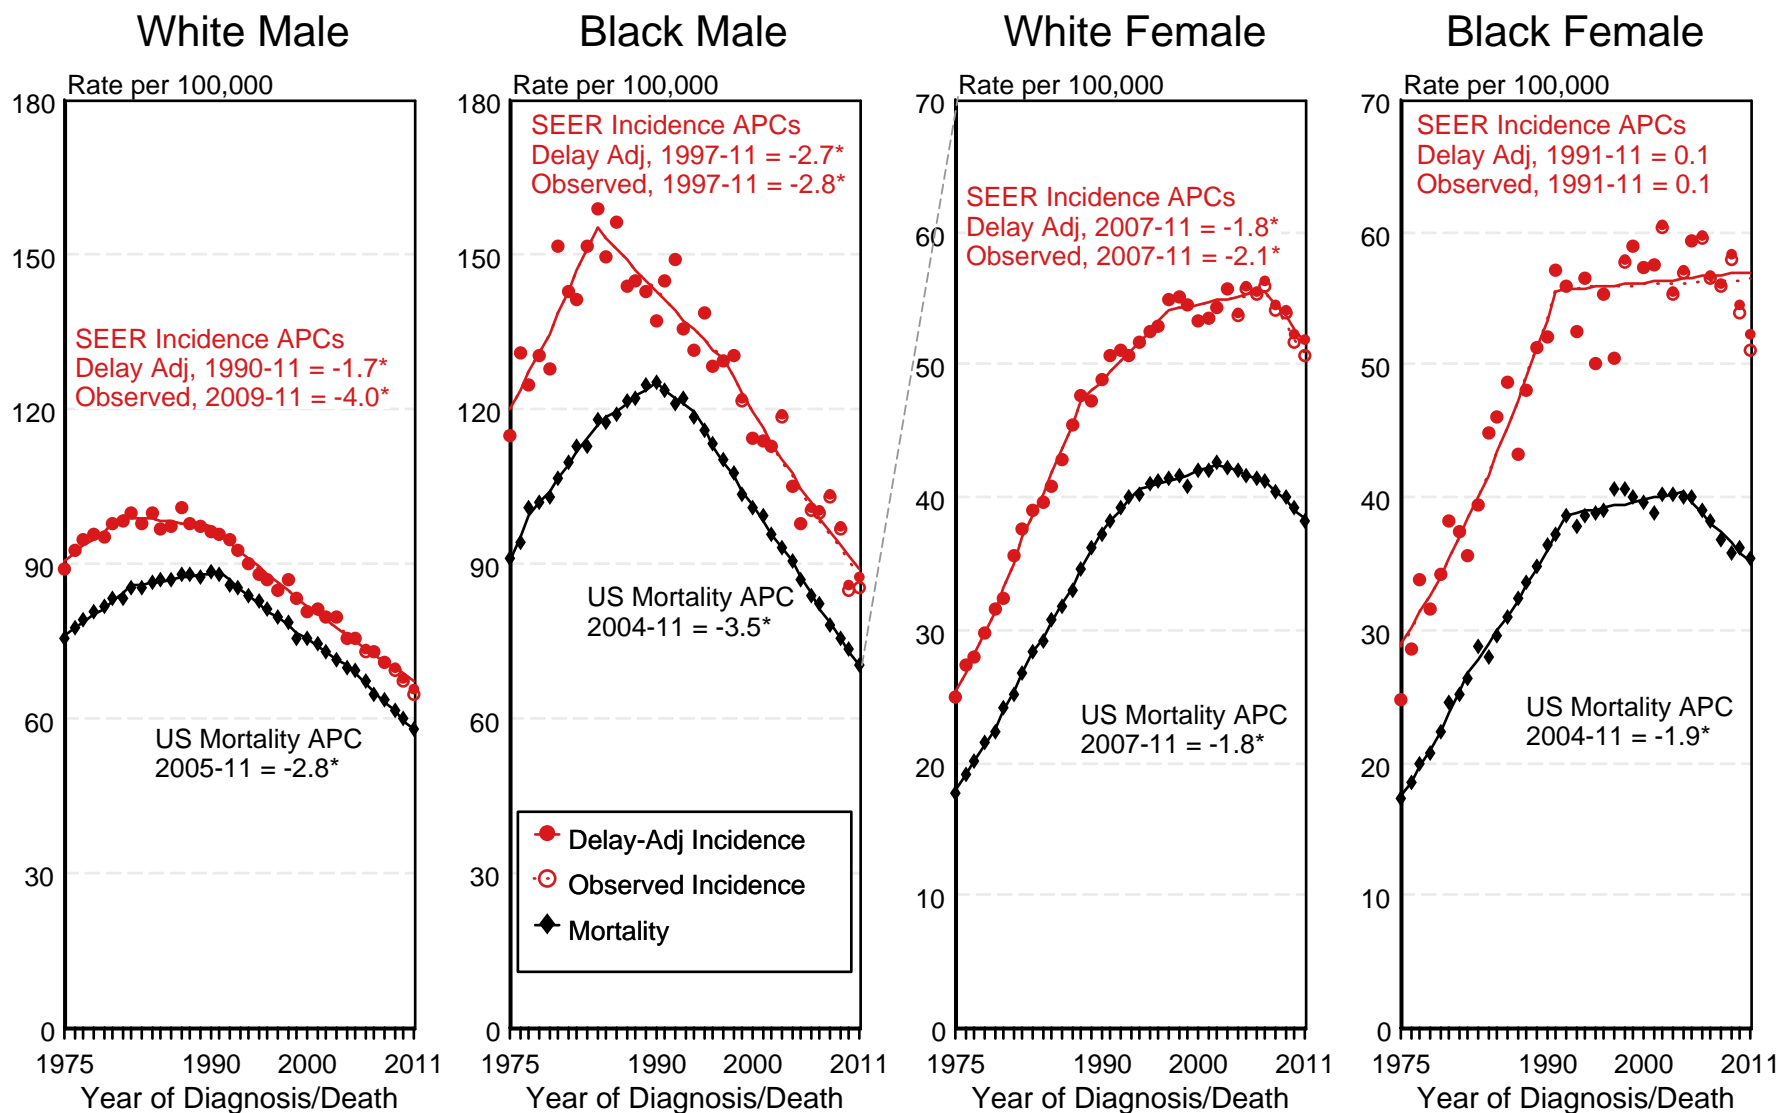 White Male
Rate per 100,000
180
150
120
90
60
30
0
SEER Incidence APCs
Delay Adj, 1990-11 = -1.7*
Observed, 2009-11 = -4.0*
US Mortality APC
2005-11 = -2.8*
1975
1990
2000
2011
Year of Diagnosis/Death
Black Male
Rate per 100,000
180
150
120
90
60
30
0
SEER Incidence APCs
Delay Adj, 1997-11 = -2.7*
Observed, 1997-11 = -2.8*
US Mortality APC
2004-11 = -3.5*
Delay-Adj Incidence
Observed Incidence
Mortality
1975
1990
2000
2011
Year of Diagnosis/Death
White Female
Rate per 100,000
70
60
50
40
30
20
10
0
SEER Incidence APCs
Delay Adj, 2007-11 = -1.8*
Observed, 2007-11 = -2.1*
US Mortality APC
2007-11 = -1.8*
1975
1990
2000
2011
Year of Diagnosis/Death
Black Female
Rate per 100,000
70
60
50
40
30
20
10
0
SEER Incidence APCs
Delay Adj, 1991-11 = 0.1
Observed, 1991-11 = 0.1
US Mortality APC
2004-11 = -1.9*
1975
1990
2000
2011
Year of Diagnosis/Death